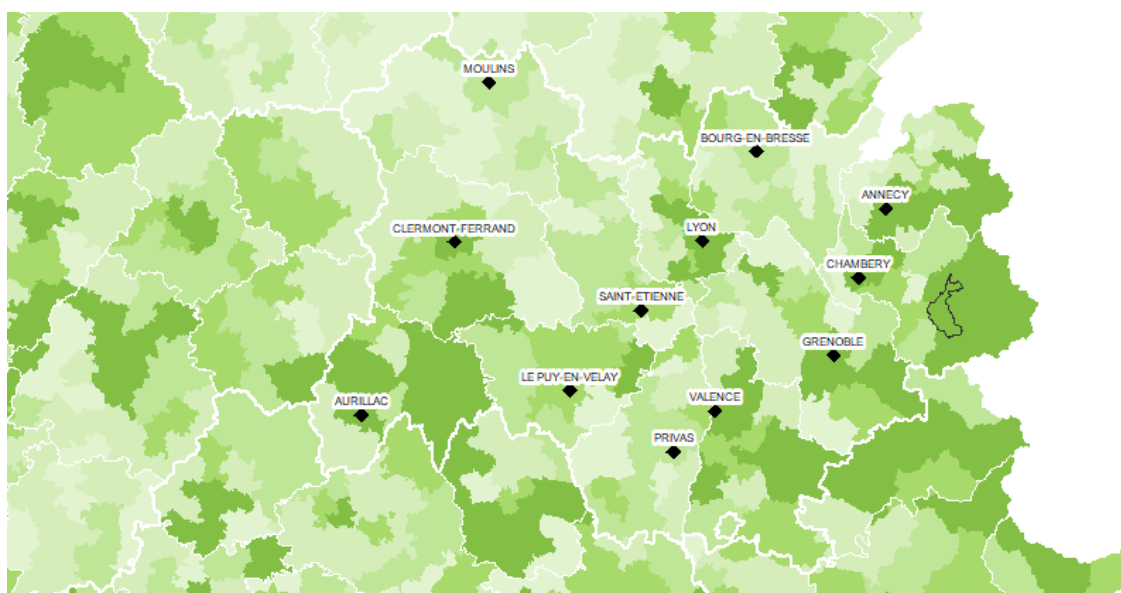 MOULINS
BOURG-EN-BRESSE
ANNECY
CLERMONT-FERRAND
LYON
CHAMBERY
SAINT-ETIENNE
GRENOBLE
LE PUY-EN-VELAY
AURILLAC
VALENCE
PRIVAS